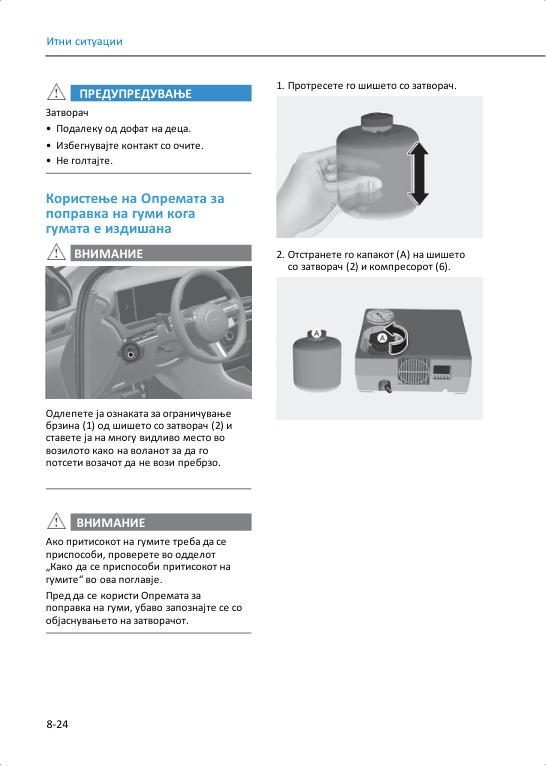 Итни ситуации
ПРЕДУПРЕДУВАЊЕ
Затворач
• Подалеку од дофат на деца.
• Избегнувајте контакт со очите.
• Не голтајте.
Користење на Опремата за
поправка на гуми кога
гумата е издишана
ВНИМАНИЕ
Одлепете ја ознаката за ограничување
брзина (1) од шишето со затворач (2) и
ставете ја на многу видливо место во
возилото како на воланот за да го
потсети возачот да не вози пребрзо.
ВНИМАНИЕ
Ако притисокот на гумите треба да се
приспособи, проверете во одделот
„Како да се приспособи притисокот на
гумите“ во ова поглавје.
Пред да се користи Опремата за
поправка на гуми, убаво запознајте се со
објаснувањето на затворачот.
1. Протресете го шишето со затворач.
2. Отстранете го капакот (А) на шишето
со затворач (2) и компресорот (6).
A
A
8-24